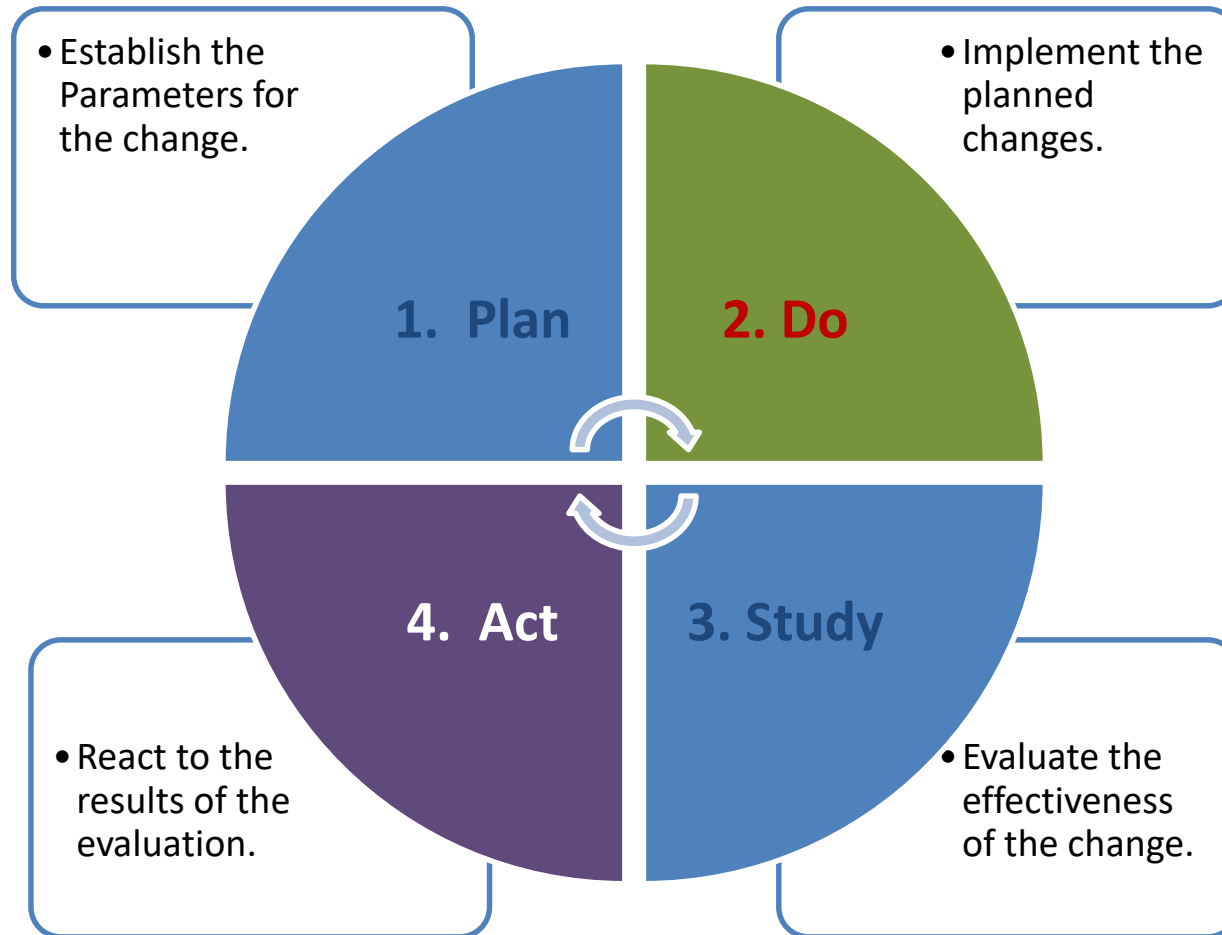 • Establish the
Parameters for
the change.
• Implement the
planned
changes.
1. Plan
2. Do
4. Act
3. Study
• React to the
results of the
evaluation.
• Evaluate the
effectiveness
of the change.